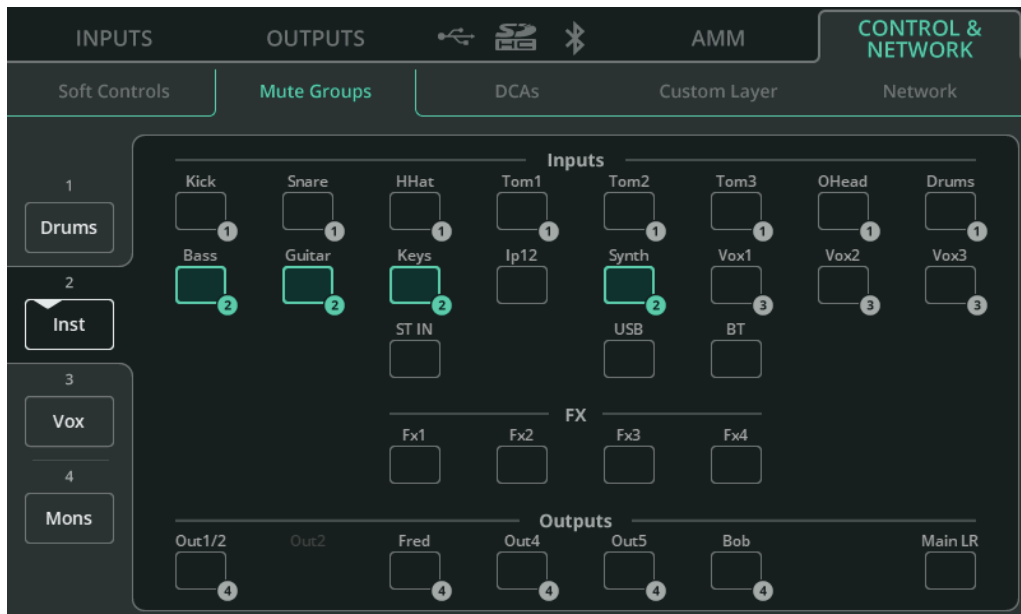 INPUTS OUTPUTS SD HC AMM CONTROL &
NETWORK
Soft Controls Mute Groups DCAs Custom Layer Network
Inputs
1 Kick Snare HHat Tom1 Tom2 Tom3 OHead Drums
Drums 1 1 1 1 1 1 1 1
Bass Guitar Keys Ip12 Synth Vox1 Vox2 Vox3
2 2 2 2 2 3 3 3
Inst ST IN USB BT
3
Vox FX
Fx1 Fx2 Fx3 Fx4
4
Mons Outputs
Out1/2 Out2 Fred Out4 Out5 Bob Main LR
4 4 4 4 4